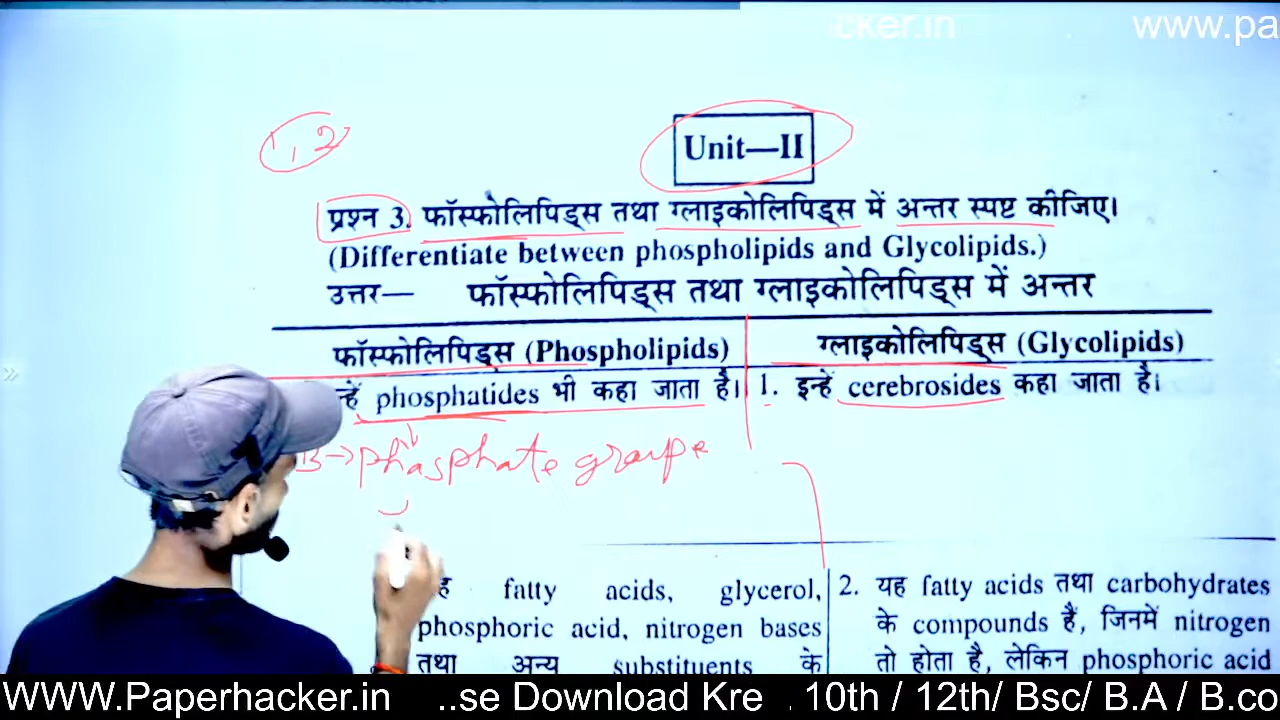 cker.in www.pa
1, 2
Unit—II
प्रश्न 3. फॉस्फोलिपिड्स तथा ग्लाइकोलिपिड्स में अन्तर स्पष्ट कीजिए।
(Differentiate between phospholipids and Glycolipids.)
उत्तर— फॉस्फोलिपिड्स तथा ग्लाइकोलिपिड्स में अन्तर
फॉस्फोलिपिड्स (Phospholipids) ग्लाइकोलिपिड्स (Glycolipids)
न्हें phosphatides भी कहा जाता है। 1. इन्हें cerebrosides कहा जाता है।
→ phasphate groupe
fatty acids, glycerol, 2. यह fatty acids तथा carbohydrates
phosphoric acid, nitrogen bases के compounds हैं, जिनमें nitrogen
तथा अन्य substituents के तो होता है, लेकिन phosphoric acid
WWW.Paperhacker.in ..se Download Kre . 10th / 12th/ Bsc/ B.A / B.co